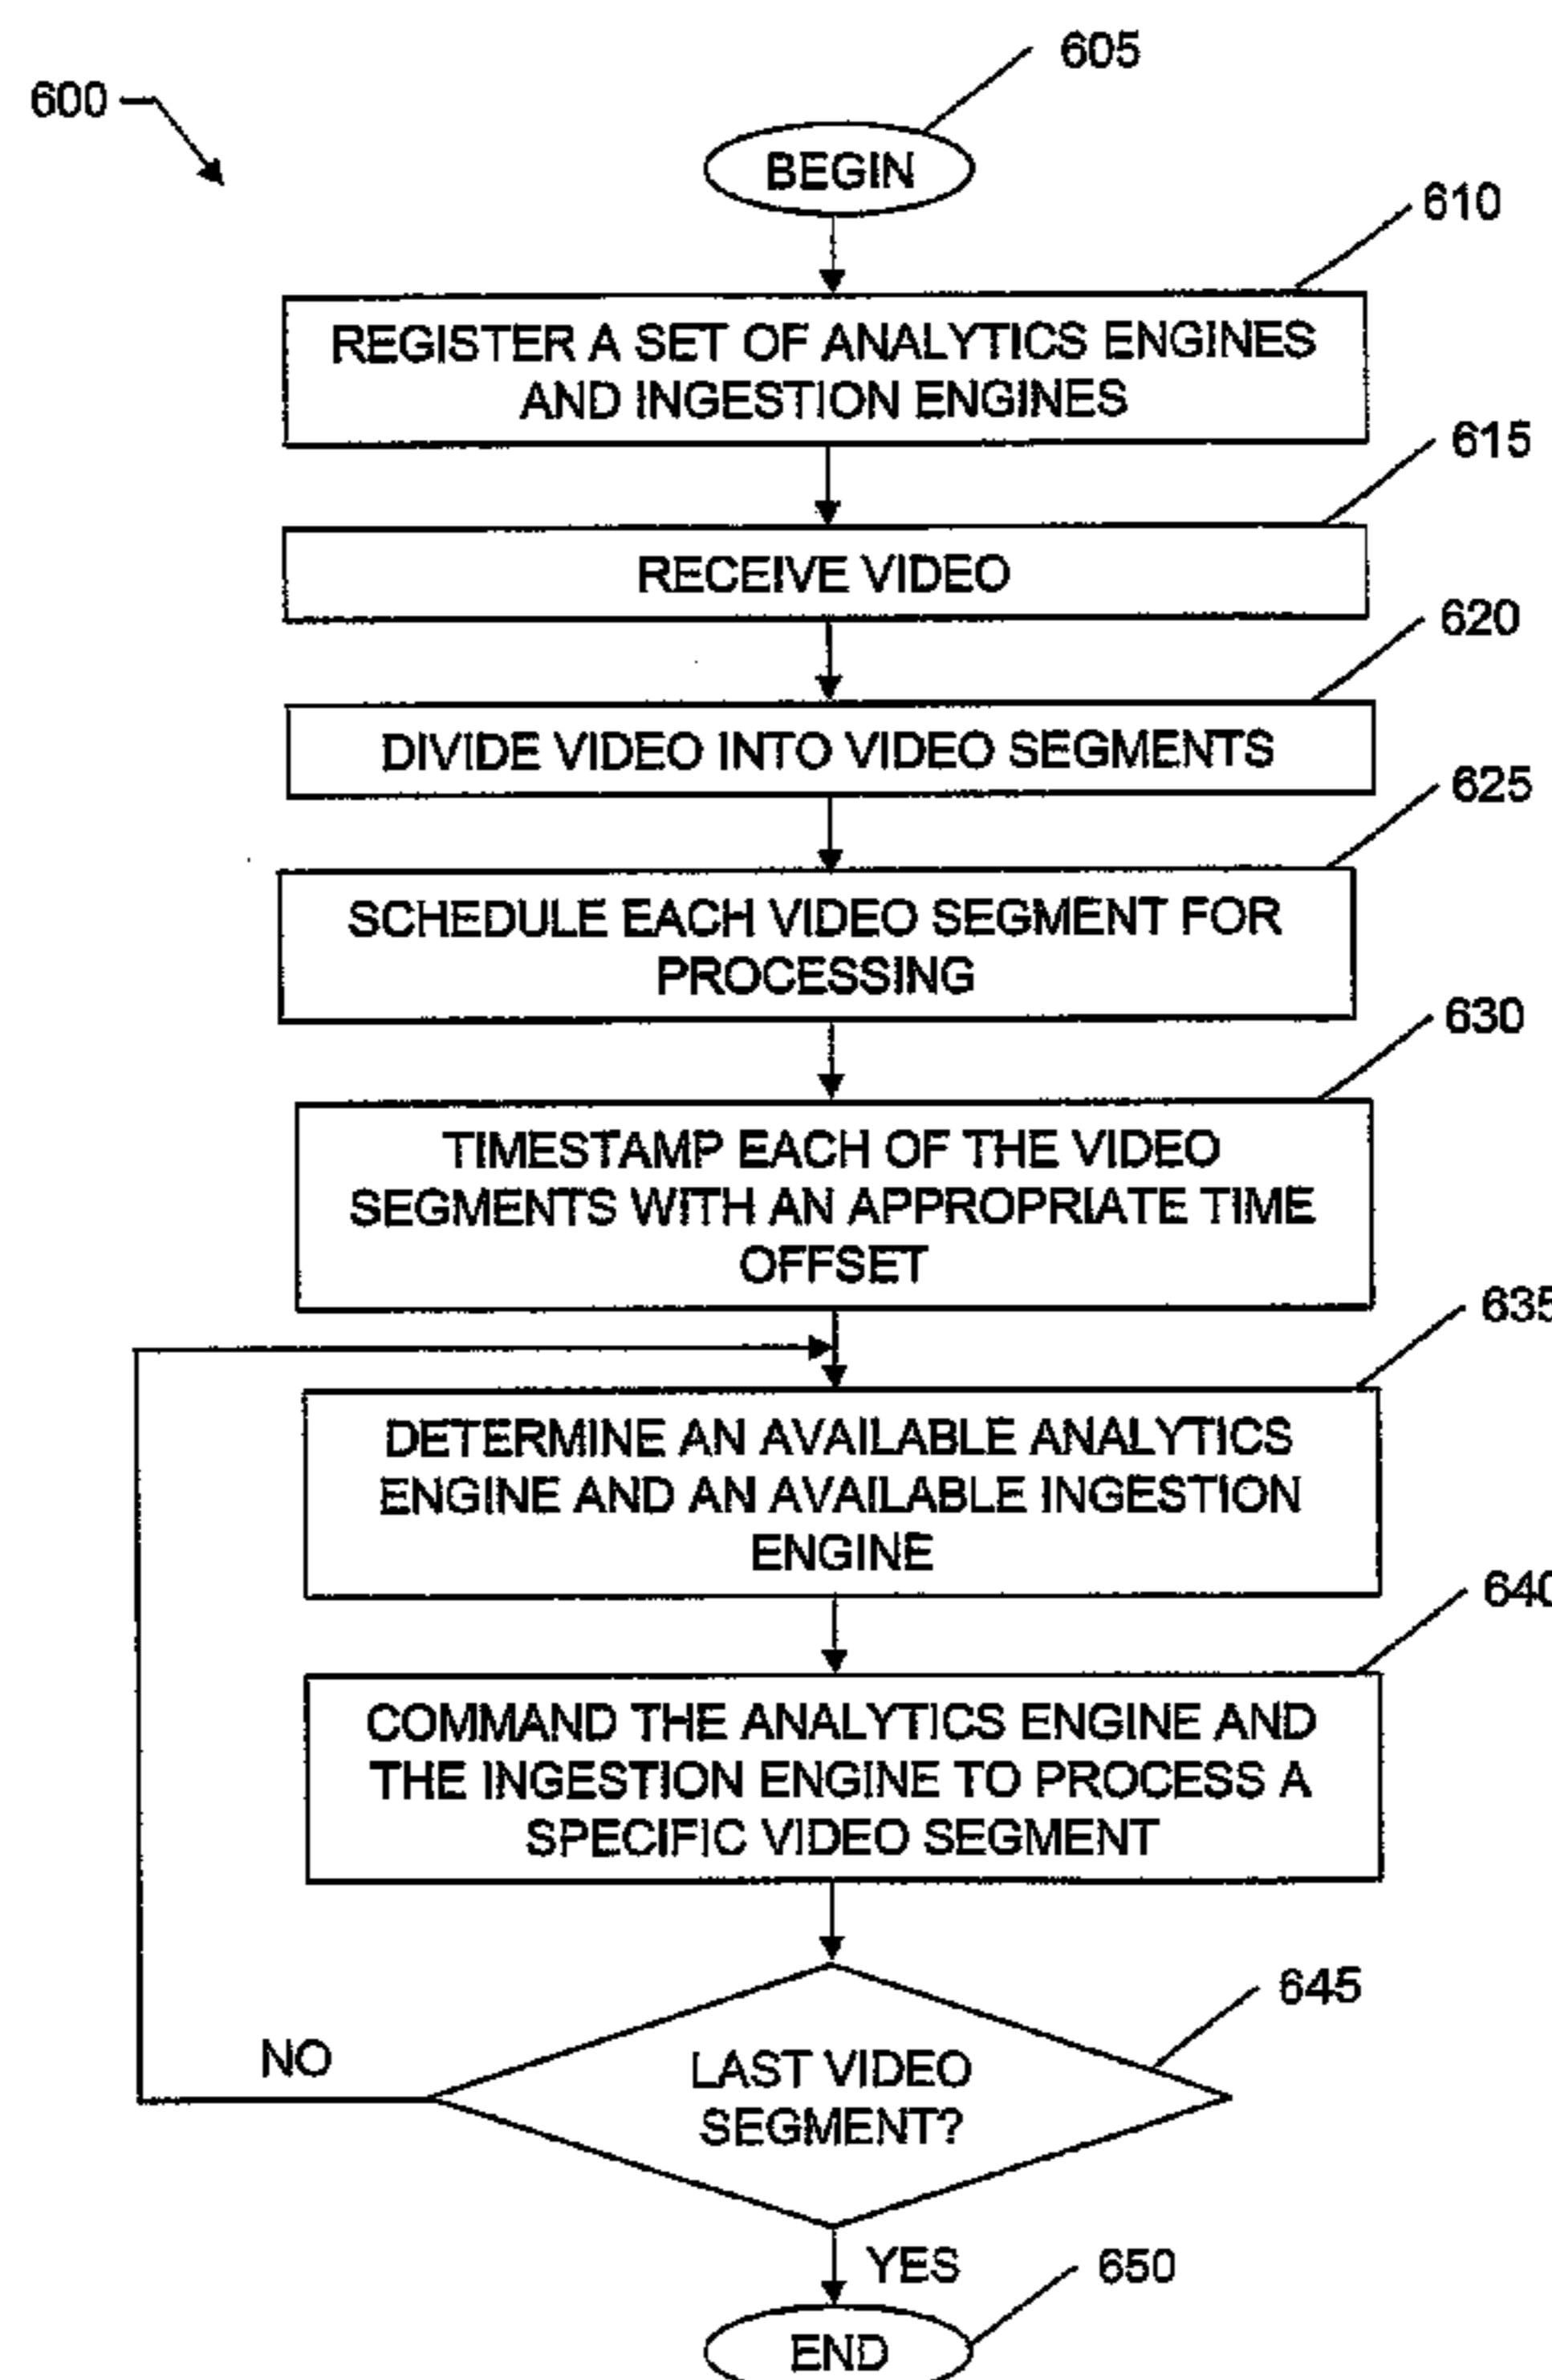 605
600
BEGIN
610
REGISTER A SET OF ANALYTICS ENGINES
AND INGESTION ENGINES
615
RECEIVE VIDEO
620
DIVIDE VIDEO INTO VIDEO SEGMENTS
625
SCHEDULE EACH VIDEO SEGMENT FOR
PROCESSING
630
TIMESTAMP EACH OF THE VIDEO
SEGMENTS WITH AN APPROPRIATE TIME
OFFSET
635
DETERMINE AN AVAILABLE ANALYTICS
ENGINE AND AN AVAILABLE INGESTION
ENGINE
640
COMMAND THE ANALYTICS ENGINE AND
THE INGESTION ENGINE TO PROCESS A
SPECIFIC VIDEO SEGMENT
645
NO
LAST VIDEO
SEGMENT?
YES
650
END